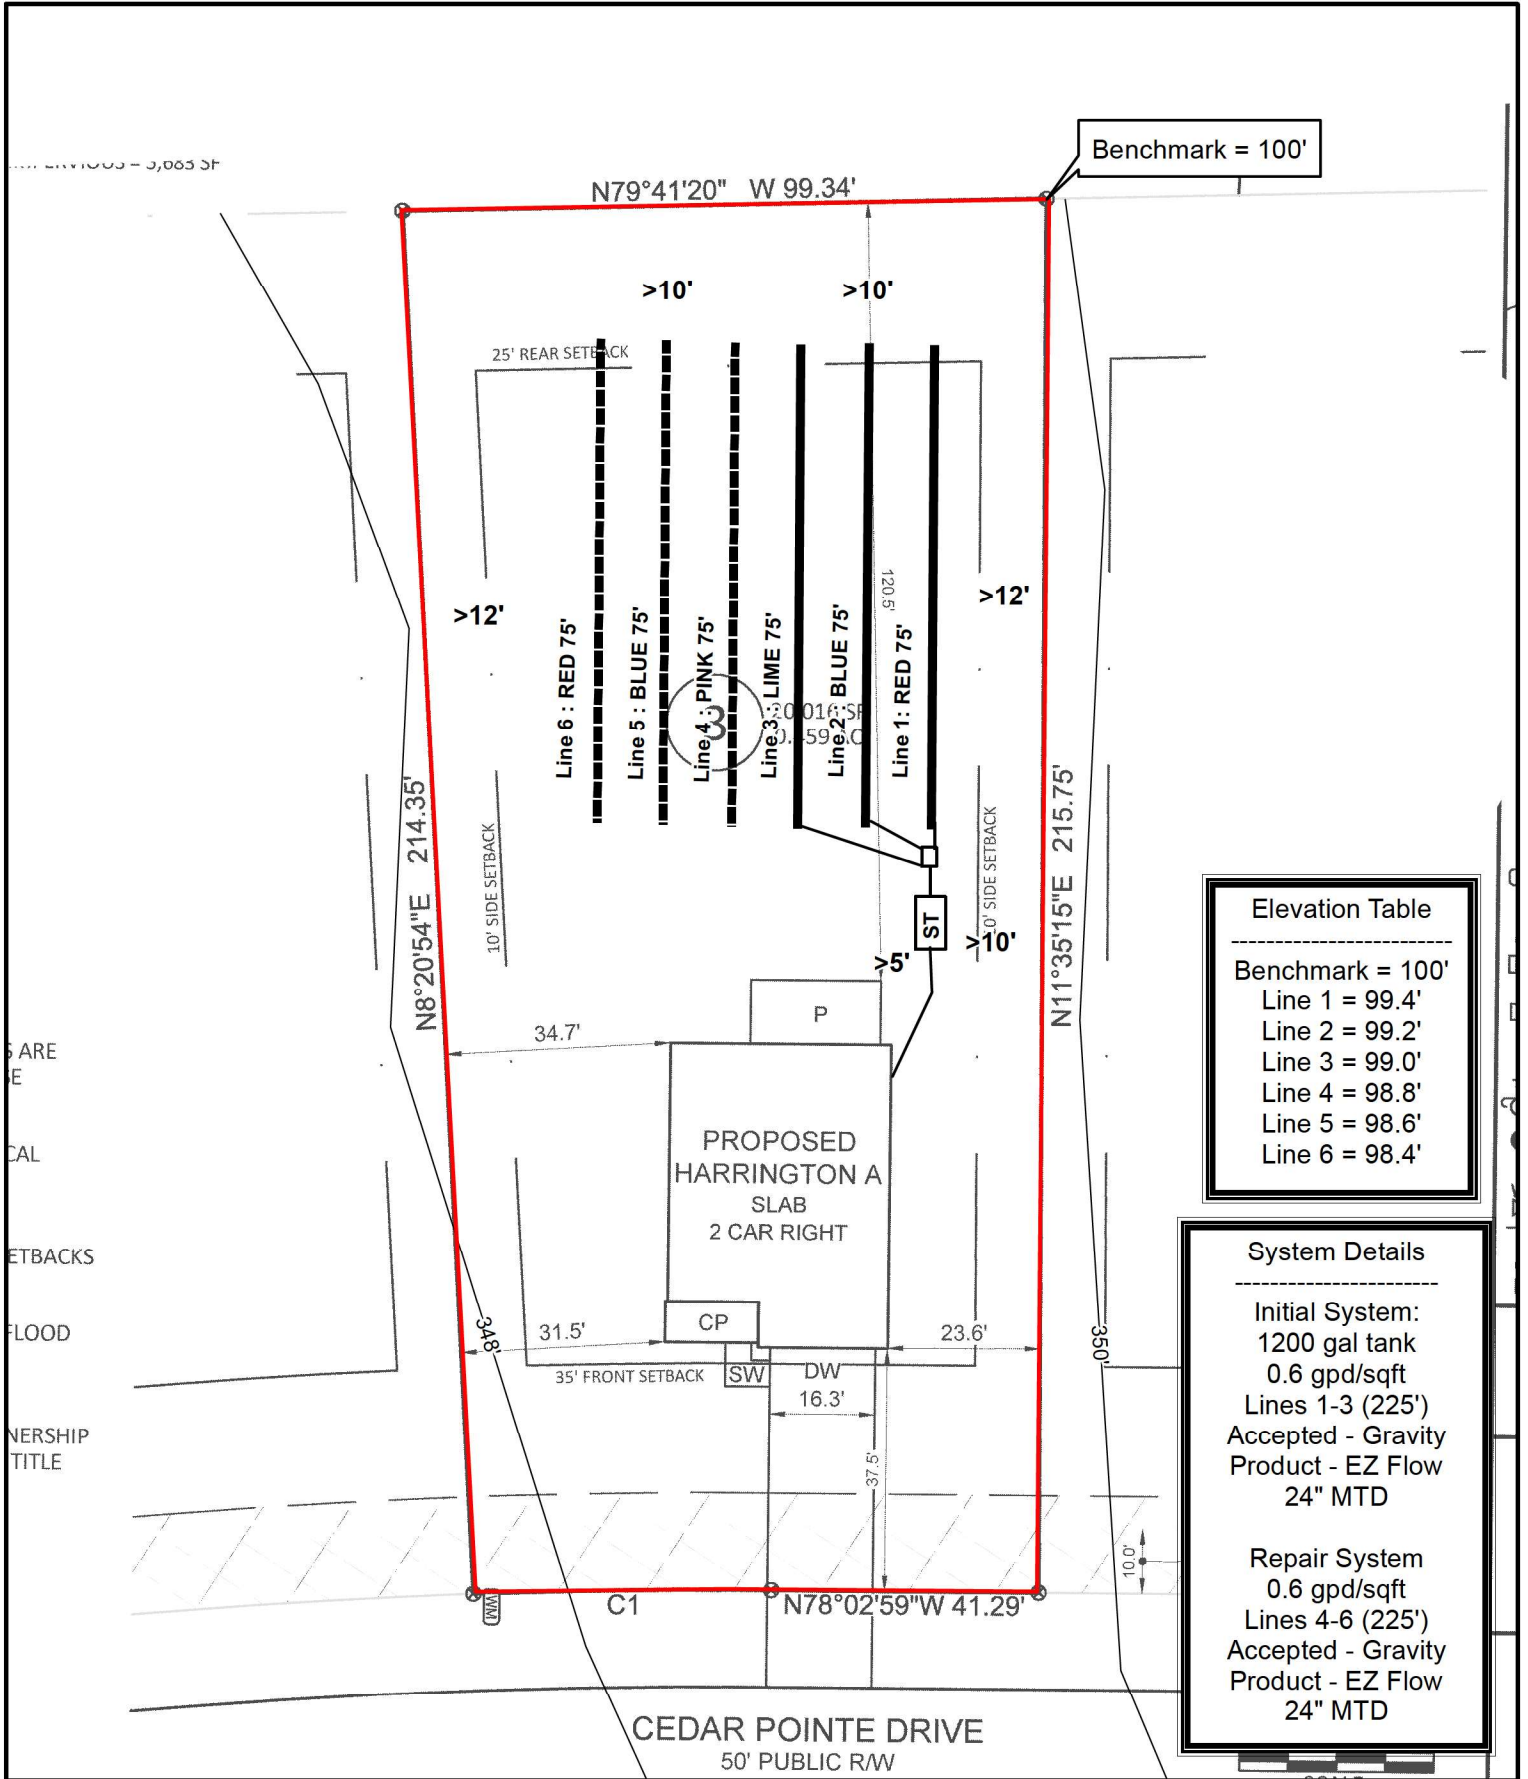 Benchmark = 100'
N79°41'20" W 99.34'
>10' >10'
25' REAR SETBACK
120.5'
>12' >12'
Line 6 : RED 75'
Line 5 : BLUE 75'
Line 4 : PINK 75'
Line 3 : LIME 75'
Line 2 : BLUE 75'
Line 1: RED 75'
3
N8°20'54"E 214.35'
10' SIDE SETBACK
N11°35'15"E 215.75'
ST
>10'
>5'
P
34.7'
PROPOSED
HARRINGTON A
SLAB
2 CAR RIGHT
CP
31.5'
23.6'
348'
350'
35' FRONT SETBACK
SW
DW
16.3'
37.5'
10.0'
WM
C1
N78°02'59"W 41.29'
CEDAR POINTE DRIVE
50' PUBLIC R/W
ARE
CAL
ETBACKS
FLOOD
NERSHIP
TITLE
Elevation Table
-------------------------
Benchmark = 100'
Line 1 = 99.4'
Line 2 = 99.2'
Line 3 = 99.0'
Line 4 = 98.8'
Line 5 = 98.6'
Line 6 = 98.4'
System Details
-----------------------
Initial System:
1200 gal tank
0.6 gpd/sqft
Lines 1-3 (225')
Accepted - Gravity
Product - EZ Flow
24" MTD
Repair System
0.6 gpd/sqft
Lines 4-6 (225')
Accepted - Gravity
Product - EZ Flow
24" MTD